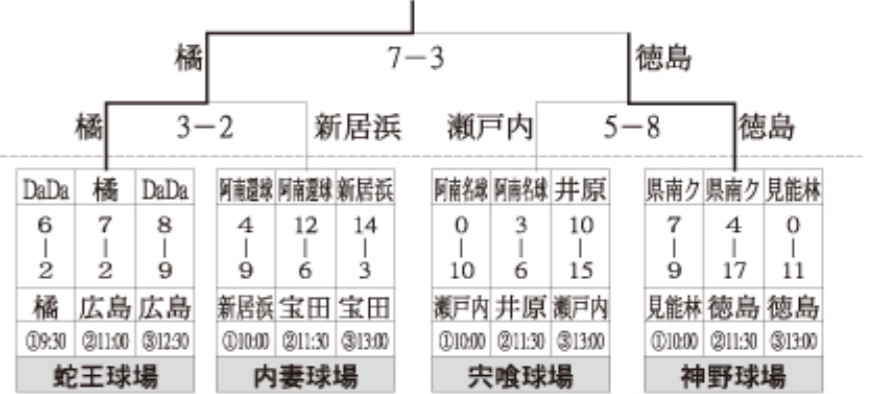 橘 7－3 徳島
橘 3－2 新居浜 瀬戸内 5－8 徳島
DaDa 橘 DaDa 阿南還球 阿南還球 新居浜 阿南名球 阿南名球 井原 県南ク 県南ク 見能林
6 7 8 4 12 14 0 3 10 7 4 0
| | | | | | | | | | | |
2 2 9 9 6 3 10 6 15 9 17 11
橘 広島 広島 新居浜 宝田 宝田 瀬戸内 井原 瀬戸内 見能林 徳島 徳島
①9:30 ②11:00 ③12:30 ①10:00 ②11:30 ③13:00 ①10:00 ②11:30 ③13:00 ①10:00 ②11:30 ③13:00
蛇王球場 内妻球場 宍喰球場 神野球場